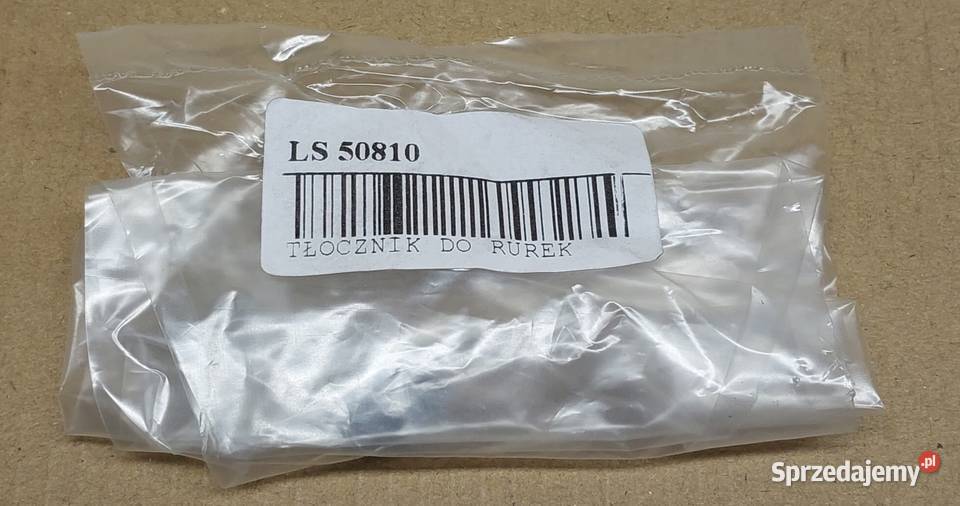 LS 50810
TŁOCZNIK DO RUREK
Sprzedajemy.pl